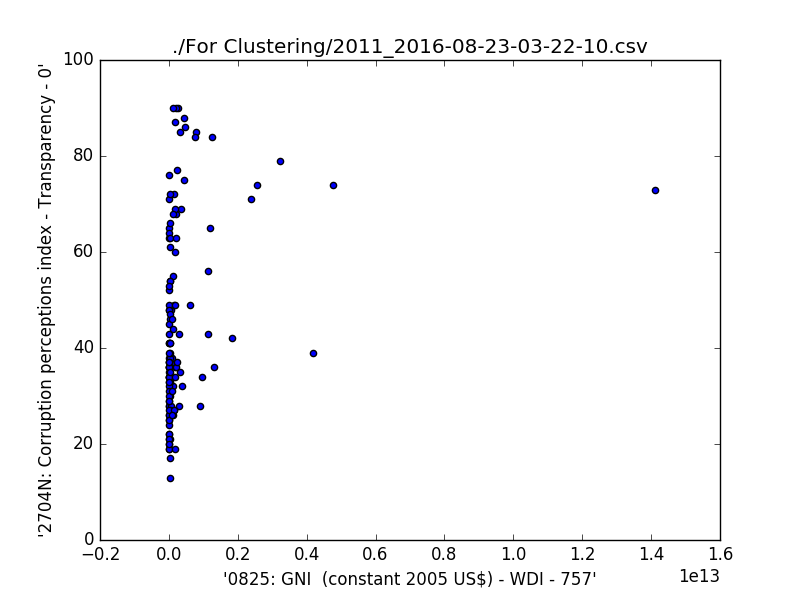 ./For Clustering/2011_2016-08-23-03-22-10.csv
100
80
60
40
20
0
'2704N: Corruption perceptions index - Transparency - 0'
−0.2 0.0 0.2 0.4 0.6 0.8 1.0 1.2 1.4 1.6
1e13
'0825: GNI  (constant 2005 US$) - WDI - 757'